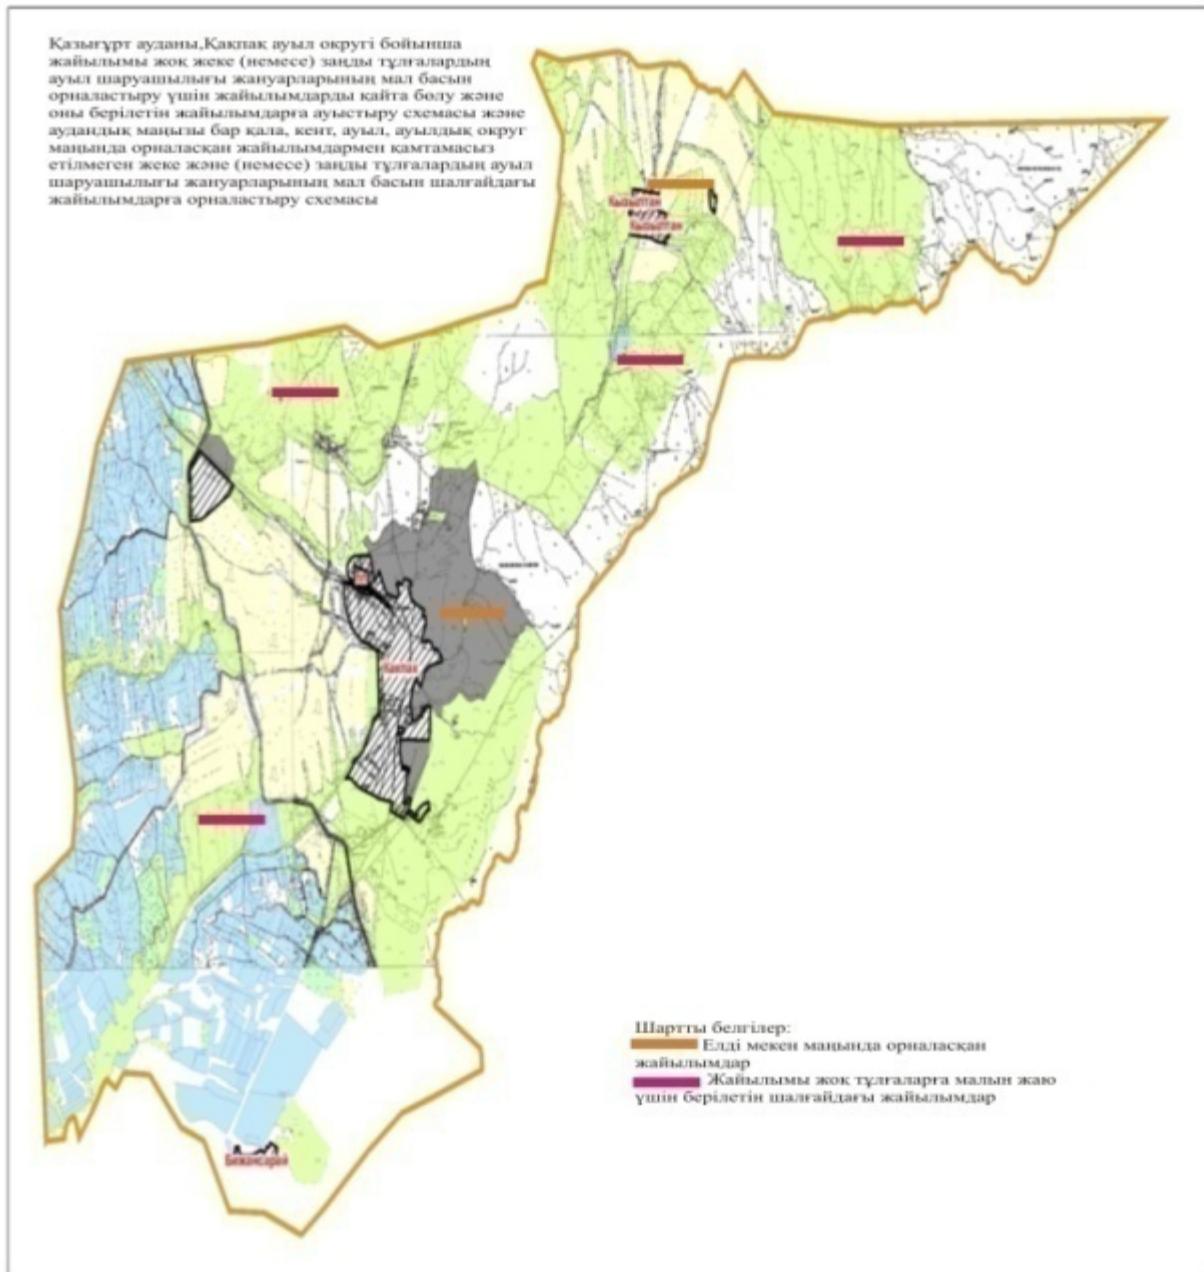 Қазығұрт ауданы,Қақпақ ауыл округі бойынша
жайылымы жоқ жеке (немесе) заңды тұлғалардың
ауыл шаруашылығы жануарларының мал басын
орналастыру үшін жайылымдарды қайта бөлу және
оны берілетін жайылымдарға ауыстыру схемасы және
аудандық маңызы бар қала, кент, ауыл, ауылдық округ
маңында орналасқан жайылымдармен қамтамасыз
етілмеген жеке және (немесе) заңды тұлғалардың ауыл
шаруашылығы жануарларының мал басын шалғайдағы
жайылымдарға орналастыру схемасы
Қызылтаң
Қызылтаң
Қақпақ
Шартты белгілер:
Елді мекен маңында орналасқан
жайылымдар
Жайылымы жоқ тұлғаларға малын жаю
үшін берілетін шалғайдағы жайылымдар